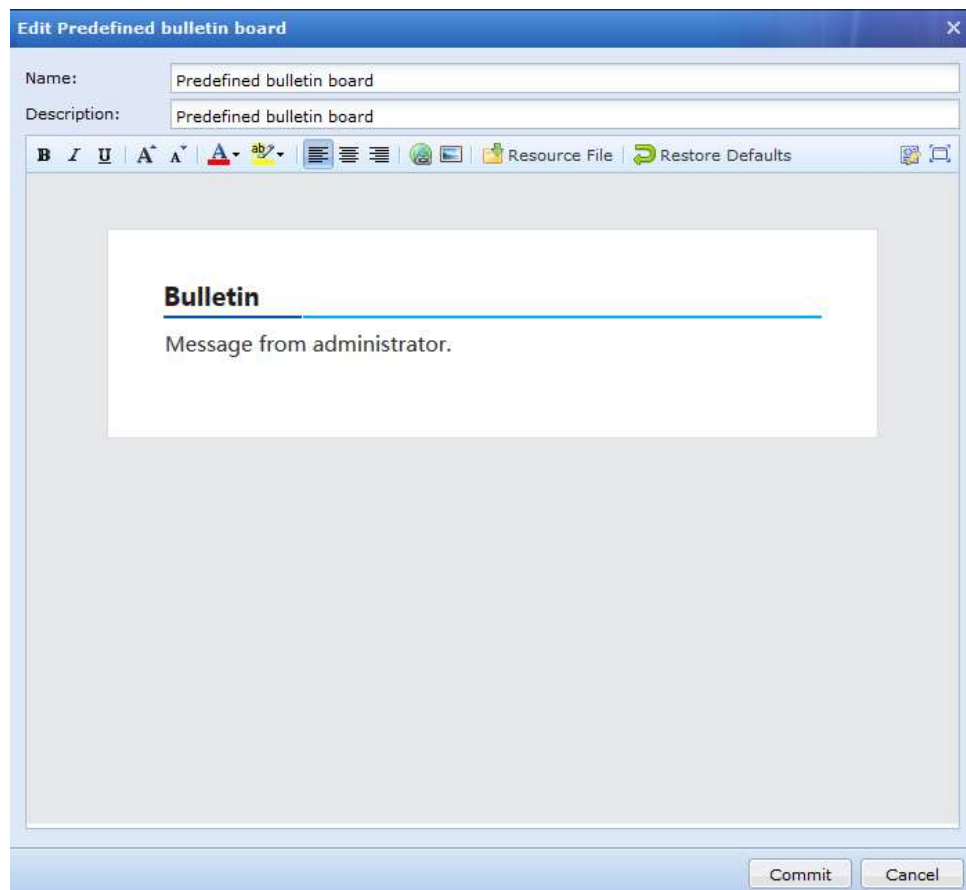 Edit Predefined bulletin board
Name: Predefined bulletin board
Description: Predefined bulletin board
B I U A A A ab Resource File Restore Defaults
Bulletin
Message from administrator.
Commit Cancel